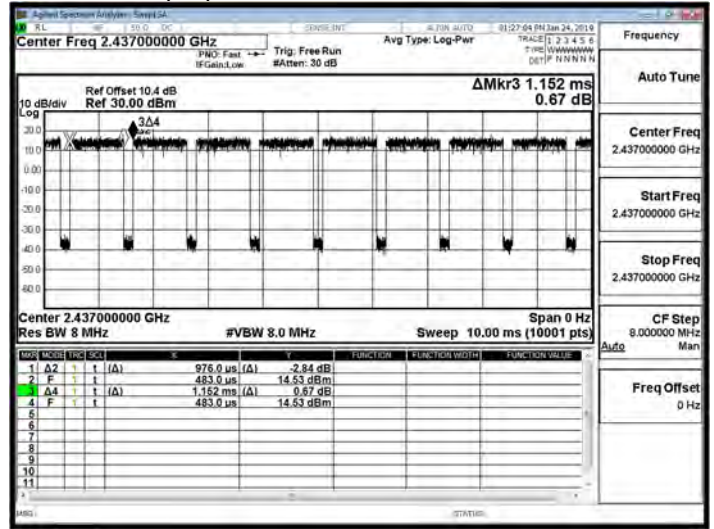 Agilent Spectrum Analyzer - Swept SA
RL RF 50 Ω DC SENSE:INT ALIGN AUTO 01:27:04 PM Jan 24, 2019
Center Freq 2.437000000 GHz
PNO: Fast
IFGain:Low
Trig: Free Run
#Atten: 30 dB
Avg Type: Log-Pwr
TRACE 1 2 3 4 5 6
TYPE WWWWWW
DET P N N N N N
Frequency
Auto Tune
ΔMkr3 1.152 ms
0.67 dB
Ref Offset 10.4 dB
10 dB/div Ref 30.00 dBm
Log
3Δ4
20.0
10.0
0.00
-10.0
-20.0
-30.0
-40.0
-50.0
-60.0
Center Freq
2.437000000 GHz
Start Freq
2.437000000 GHz
Stop Freq
2.437000000 GHz
CF Step
8.000000 MHz
Auto Man
Freq Offset
0 Hz
Center 2.437000000 GHz Span 0 Hz
Res BW 8 MHz #VBW 8.0 MHz Sweep 10.00 ms (10001 pts)
MKR MODE TRC SCL X Y FUNCTION FUNCTION WIDTH FUNCTION VALUE
1 Δ2 1 t (Δ) 976.0 µs (Δ) -2.84 dB
2 F 1 t 483.0 µs 14.53 dBm
3 Δ4 1 t (Δ) 1.152 ms (Δ) 0.67 dB
4 F 1 t 483.0 µs 14.53 dBm
5
6
7
8
9
10
11
MSG STATUS